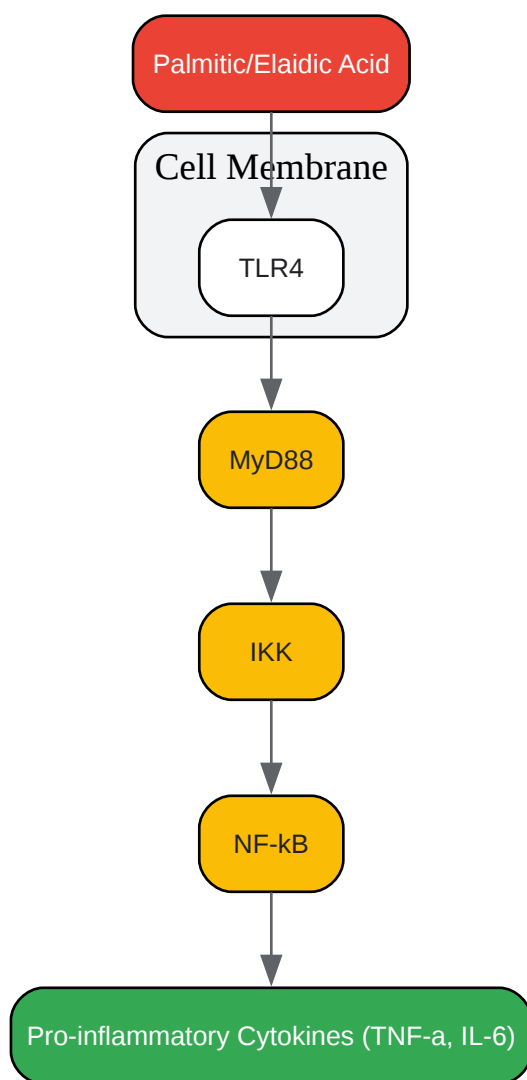 Palmitic/Elaidic Acid
Cell Membrane
TLR4
MyD88
IKK
NF-kB
Pro-inflammatory Cytokines (TNF-a, IL-6)